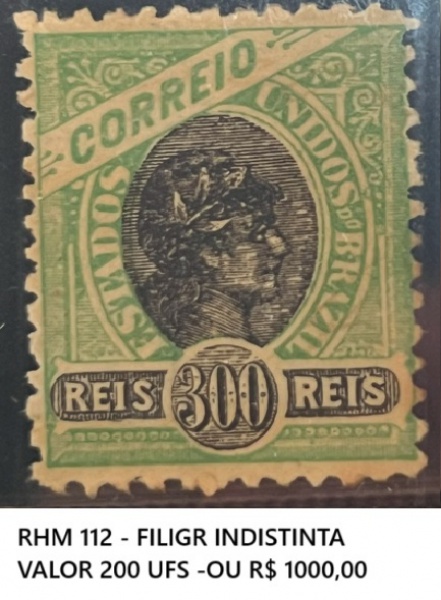 CORREIO
ESTADOS UNIDOS DO BRAZIL
REIS 300 REIS
RHM 112 - FILIGR INDISTINTA
VALOR 200 UFS -OU R$ 1000,00